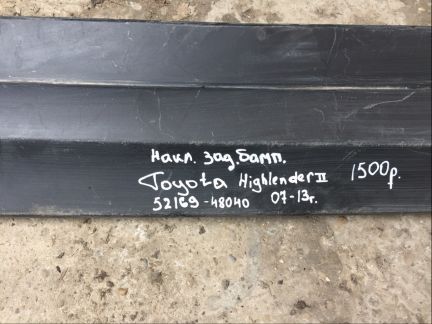 Накл. зад. бамп.
Toyota Highlender II 1500р.
52169-48040 07-13г.